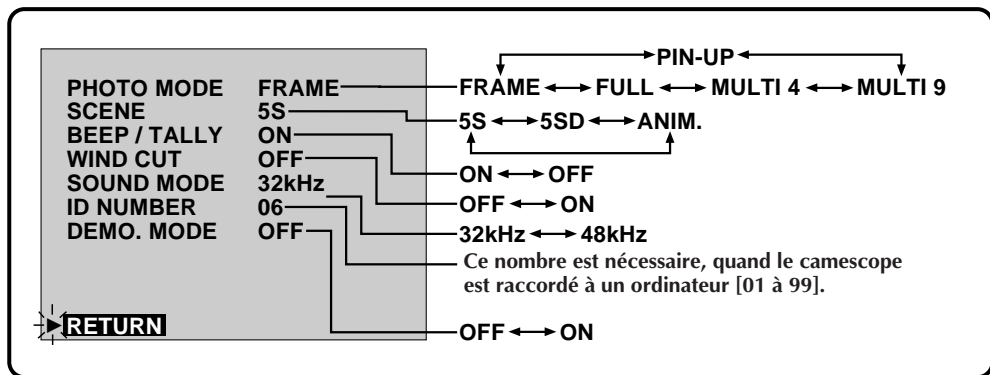 PIN-UP
PHOTO MODE FRAME FRAME FULL MULTI 4 MULTI 9
SCENE 5S 5S 5SD ANIM.
BEEP / TALLY ON ON OFF
WIND CUT OFF OFF ON
SOUND MODE 32kHz 32kHz 48kHz
ID NUMBER 06 Ce nombre est nécessaire, quand le camescope
est raccordé à un ordinateur [01 à 99].
DEMO. MODE OFF OFF ON
RETURN